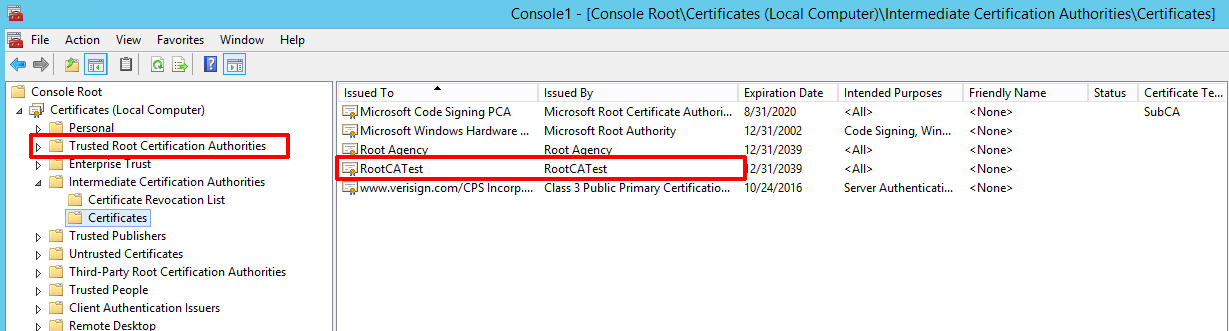 Console1 - [Console Root\Certificates (Local Computer)\Intermediate Certification Authorities\Certificates]
File Action View Favorites Window Help
Console Root
Certificates (Local Computer)
Personal
Trusted Root Certification Authorities
Enterprise Trust
Intermediate Certification Authorities
Certificate Revocation List
Certificates
Trusted Publishers
Untrusted Certificates
Third-Party Root Certification Authorities
Trusted People
Client Authentication Issuers
Remote Desktop
Issued To Issued By Expiration Date Intended Purposes Friendly Name Status Certificate Te...
Microsoft Code Signing PCA Microsoft Root Certificate Authori... 8/31/2020 <All> <None> SubCA
Microsoft Windows Hardware ... Microsoft Root Authority 12/31/2002 Code Signing, Win... <None>
Root Agency Root Agency 12/31/2039 <All> <None>
RootCATest RootCATest 12/31/2039 <All> <None>
www.verisign.com/CPS Incorp... Class 3 Public Primary Certificatio... 10/24/2016 Server Authenticati... <None>